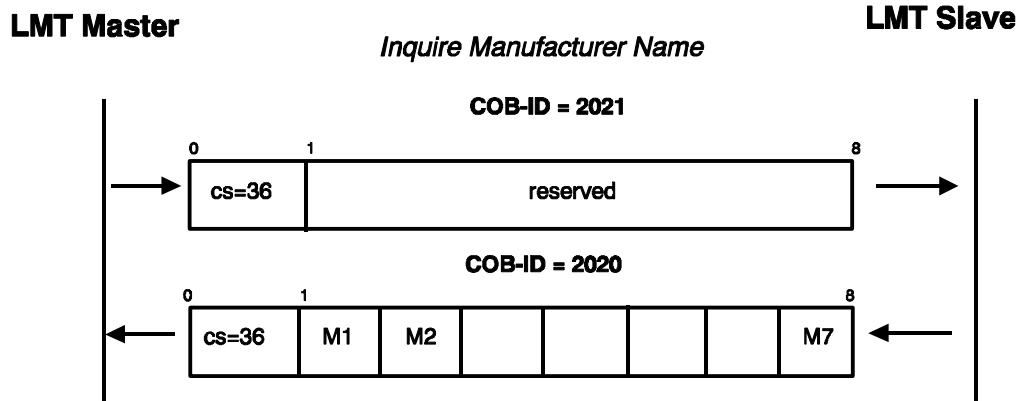 LMT Master
LMT Slave
Inquire Manufacturer Name
COB-ID = 2021
0 1 8
cs=36 reserved
COB-ID = 2020
0 1 8
cs=36 M1 M2 M7